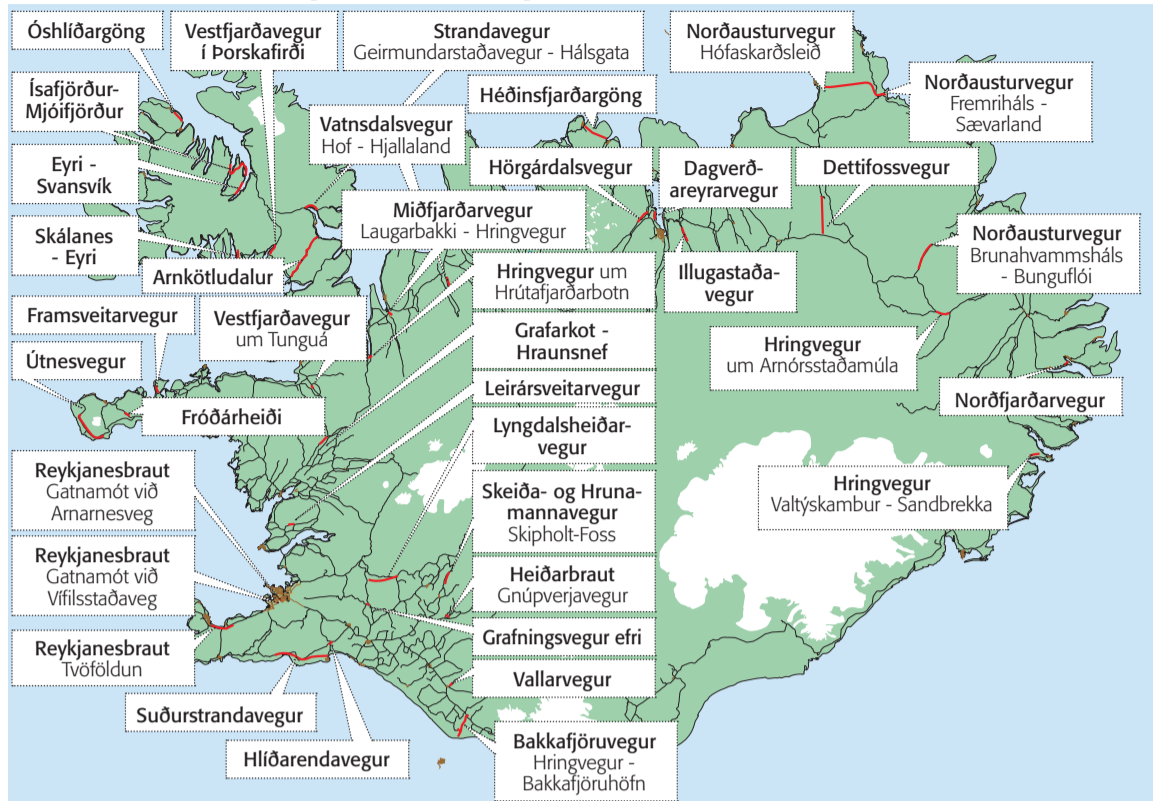 Óshlíðargöng
Vestfjarðavegur
í Þorskafirði
Strandavegur
Geirmundarstaðavegur - Hálsgata
Norðausturvegur
Hófaskarðsleið
Ísafjörður-
Mjóifjörður
Vatnsdalsvegur
Hof - Hjallaland
Héðinsfjarðargöng
Norðausturvegur
Fremriháls -
Sævarland
Eyri -
Svansvík
Hörgárdalsvegur
Dagverð-
areyrarvegur
Dettifossvegur
Miðfjarðarvegur
Laugarbakki - Hringvegur
Skálanes
- Eyri
Arnkötludalur
Illugastaða-
vegur
Norðausturvegur
Brunahvammsháls
- Bunguflói
Hringvegur um
Hrútafjarðarbotn
Framsveitarvegur
Vestfjarðavegur
um Tunguá
Grafarkot -
Hraunsnef
Hringvegur
um Arnórsstaðamúla
Útnesvegur
Fróðárheiði
Leirársveitarvegur
Norðfjarðarvegur
Lyngdalsheiðar-
vegur
Reykjanesbraut
Gatnamót við
Arnarnesveg
Skeiða- og Hruna-
mannavegur
Skipholt-Foss
Hringvegur
Valtýskambur - Sandbrekka
Reykjanesbraut
Gatnamót við
Vífilsstaðaveg
Heiðarbraut
Gnúpverjavegur
Grafningsvegur efri
Reykjanesbraut
Tvöföldun
Vallarvegur
Suðurstrandavegur
Hlíðarendavegur
Bakkafjöruvegur
Hringvegur -
Bakkafjöruhöfn